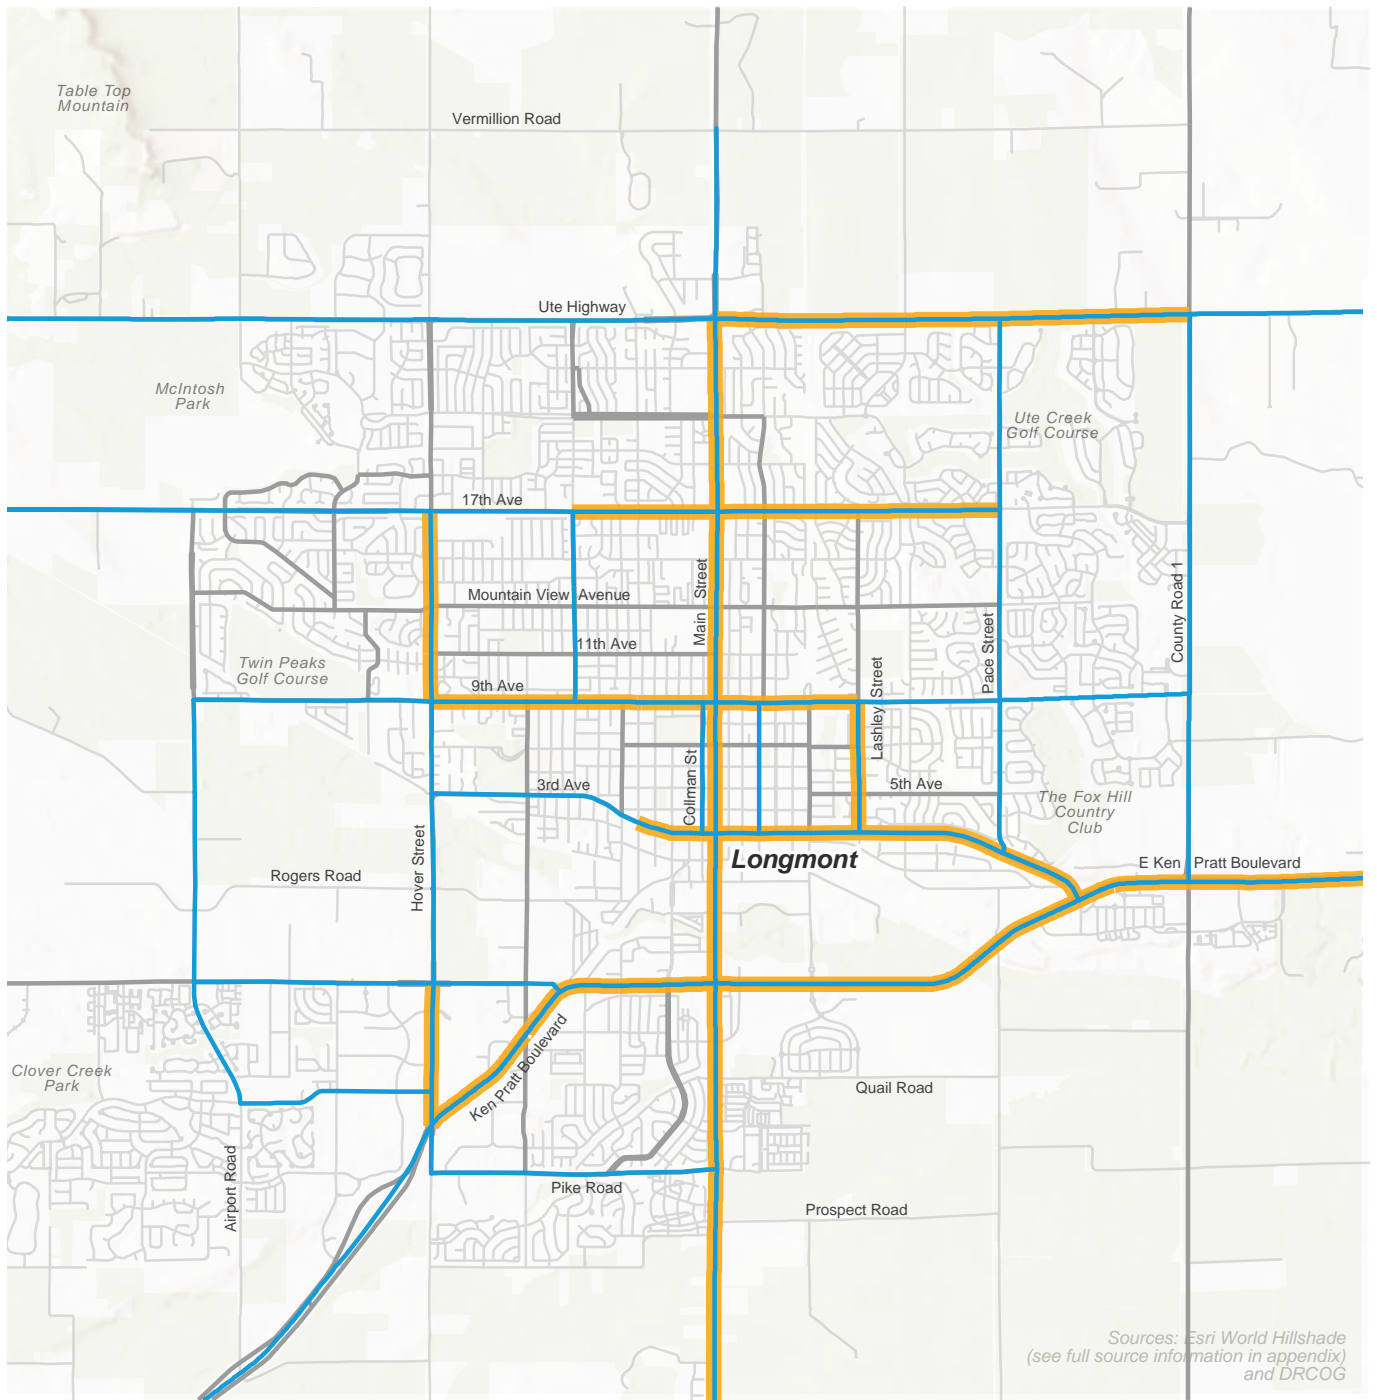 Table Top
Mountain
Vermillion Road
Ute Highway
McIntosh
Park
Ute Creek
Golf Course
17th Ave
Mountain View Avenue
Main Street
County Road 1
11th Ave
Pace Street
Twin Peaks
Golf Course
9th Ave
Lashley Street
Collman St
3rd Ave
5th Ave
The Fox Hill
Country
Club
Hover Street
Longmont
E Ken Pratt Boulevard
Rogers Road
Ken Pratt Boulevard
Clover Creek
Park
Quail Road
Airport Road
Pike Road
Prospect Road
Sources: Esri World Hillshade
(see full source information in appendix)
and DRCOG